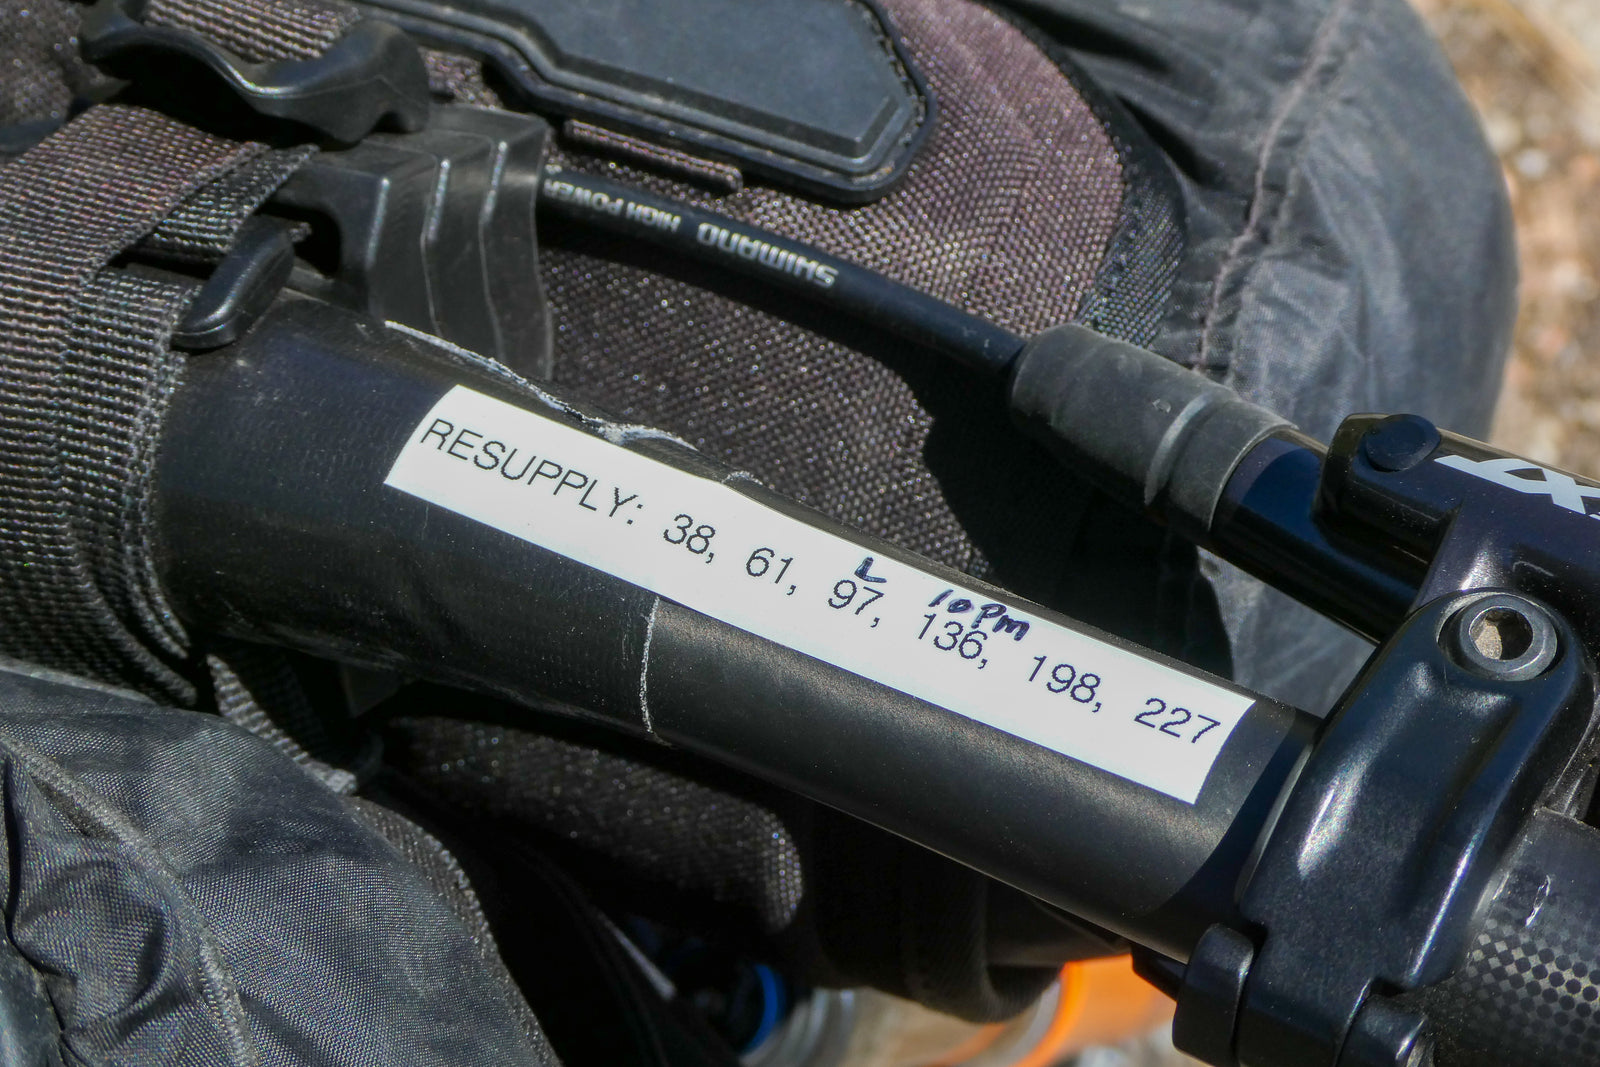 SHIMANO HIGH POWER
L 10PM
RESUPPLY: 38, 61, 97, 136, 198, 227